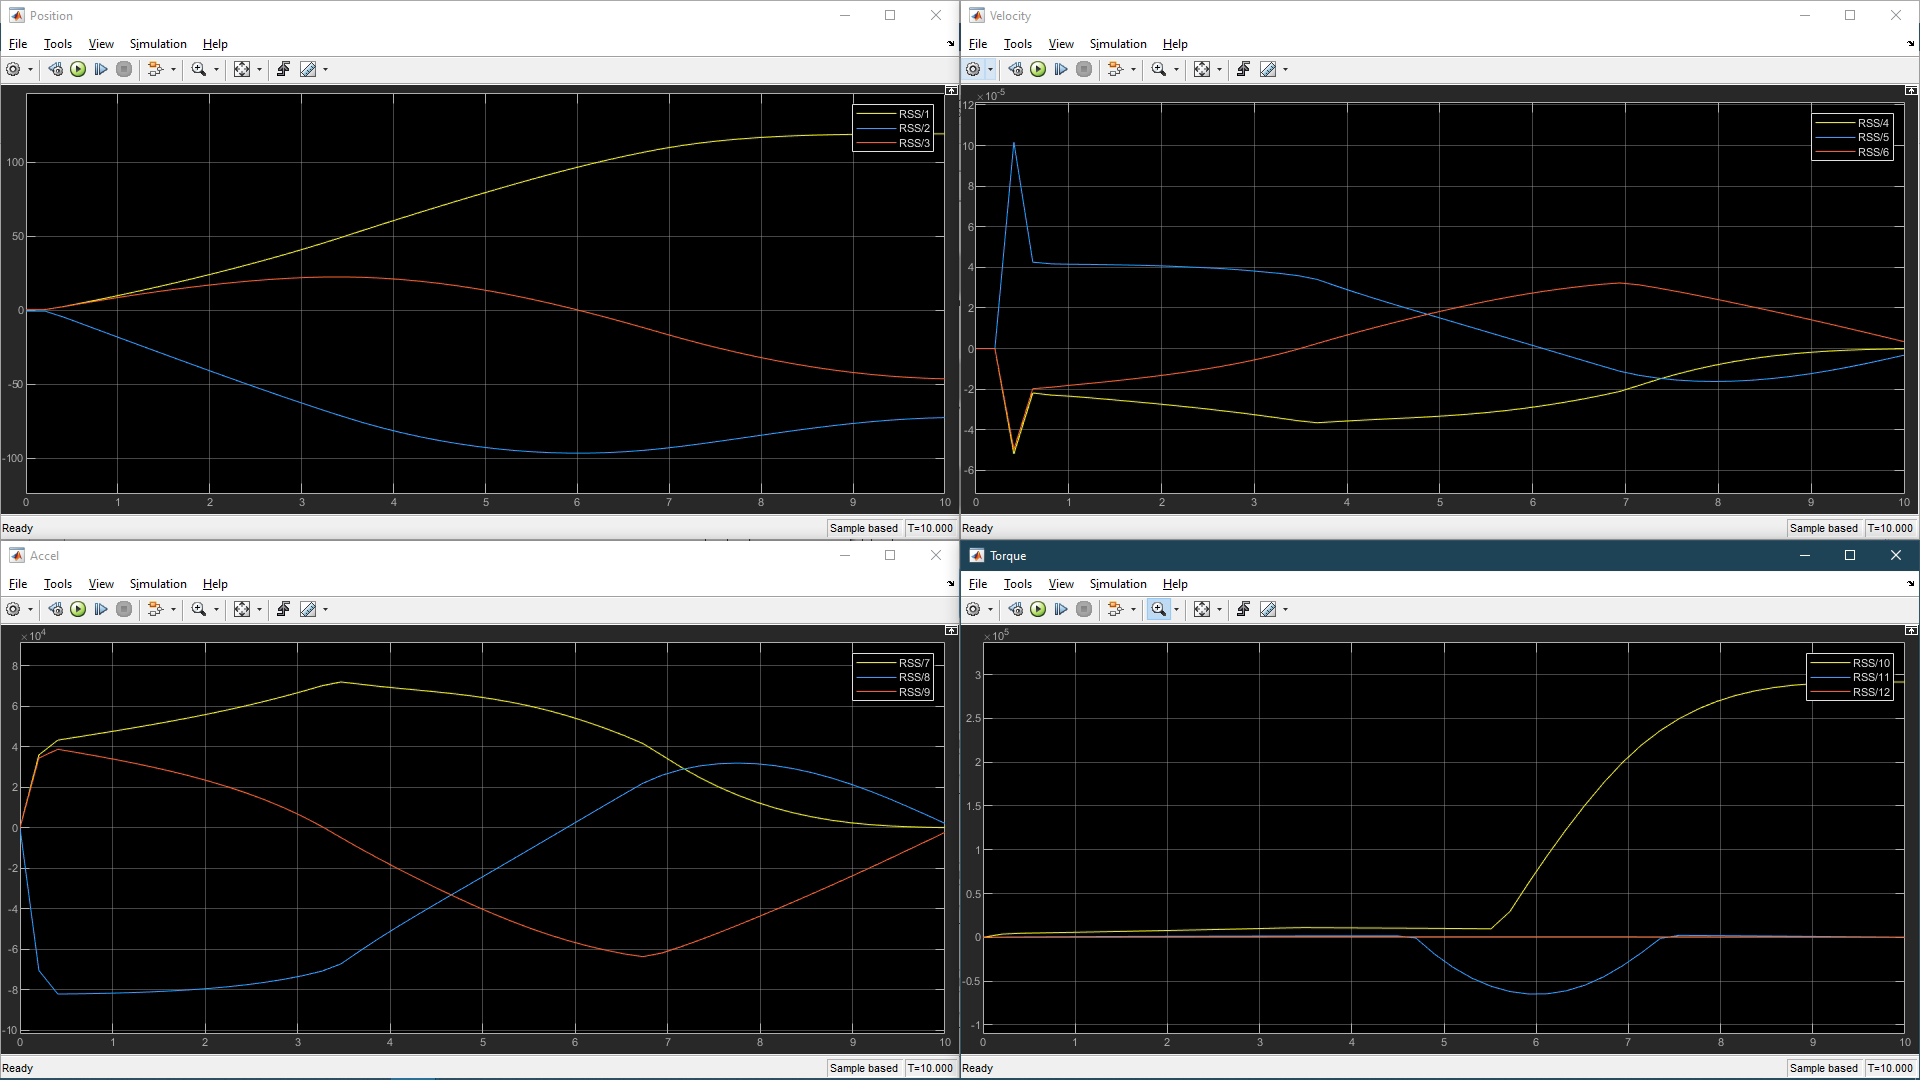 Position
File Tools View Simulation Help
100
50
0
-50
-100
0 1 2 3 4 5 6 7 8 9 10
RSS/1
RSS/2
RSS/3
Ready
Sample based T=10.000
Velocity
File Tools View Simulation Help
×10-5
12
10
8
6
4
2
0
-2
-4
-6
0 1 2 3 4 5 6 7 8 9 10
RSS/4
RSS/5
RSS/6
Ready
Sample based T=10.000
Accel
File Tools View Simulation Help
×104
8
6
4
2
0
-2
-4
-6
-8
-10
0 1 2 3 4 5 6 7 8 9 10
RSS/7
RSS/8
RSS/9
Ready
Sample based T=10.000
Torque
File Tools View Simulation Help
×105
3
2.5
2
1.5
1
0.5
0
-0.5
-1
0 1 2 3 4 5 6 7 8 9 10
RSS/10
RSS/11
RSS/12
Ready
Sample based T=10.000